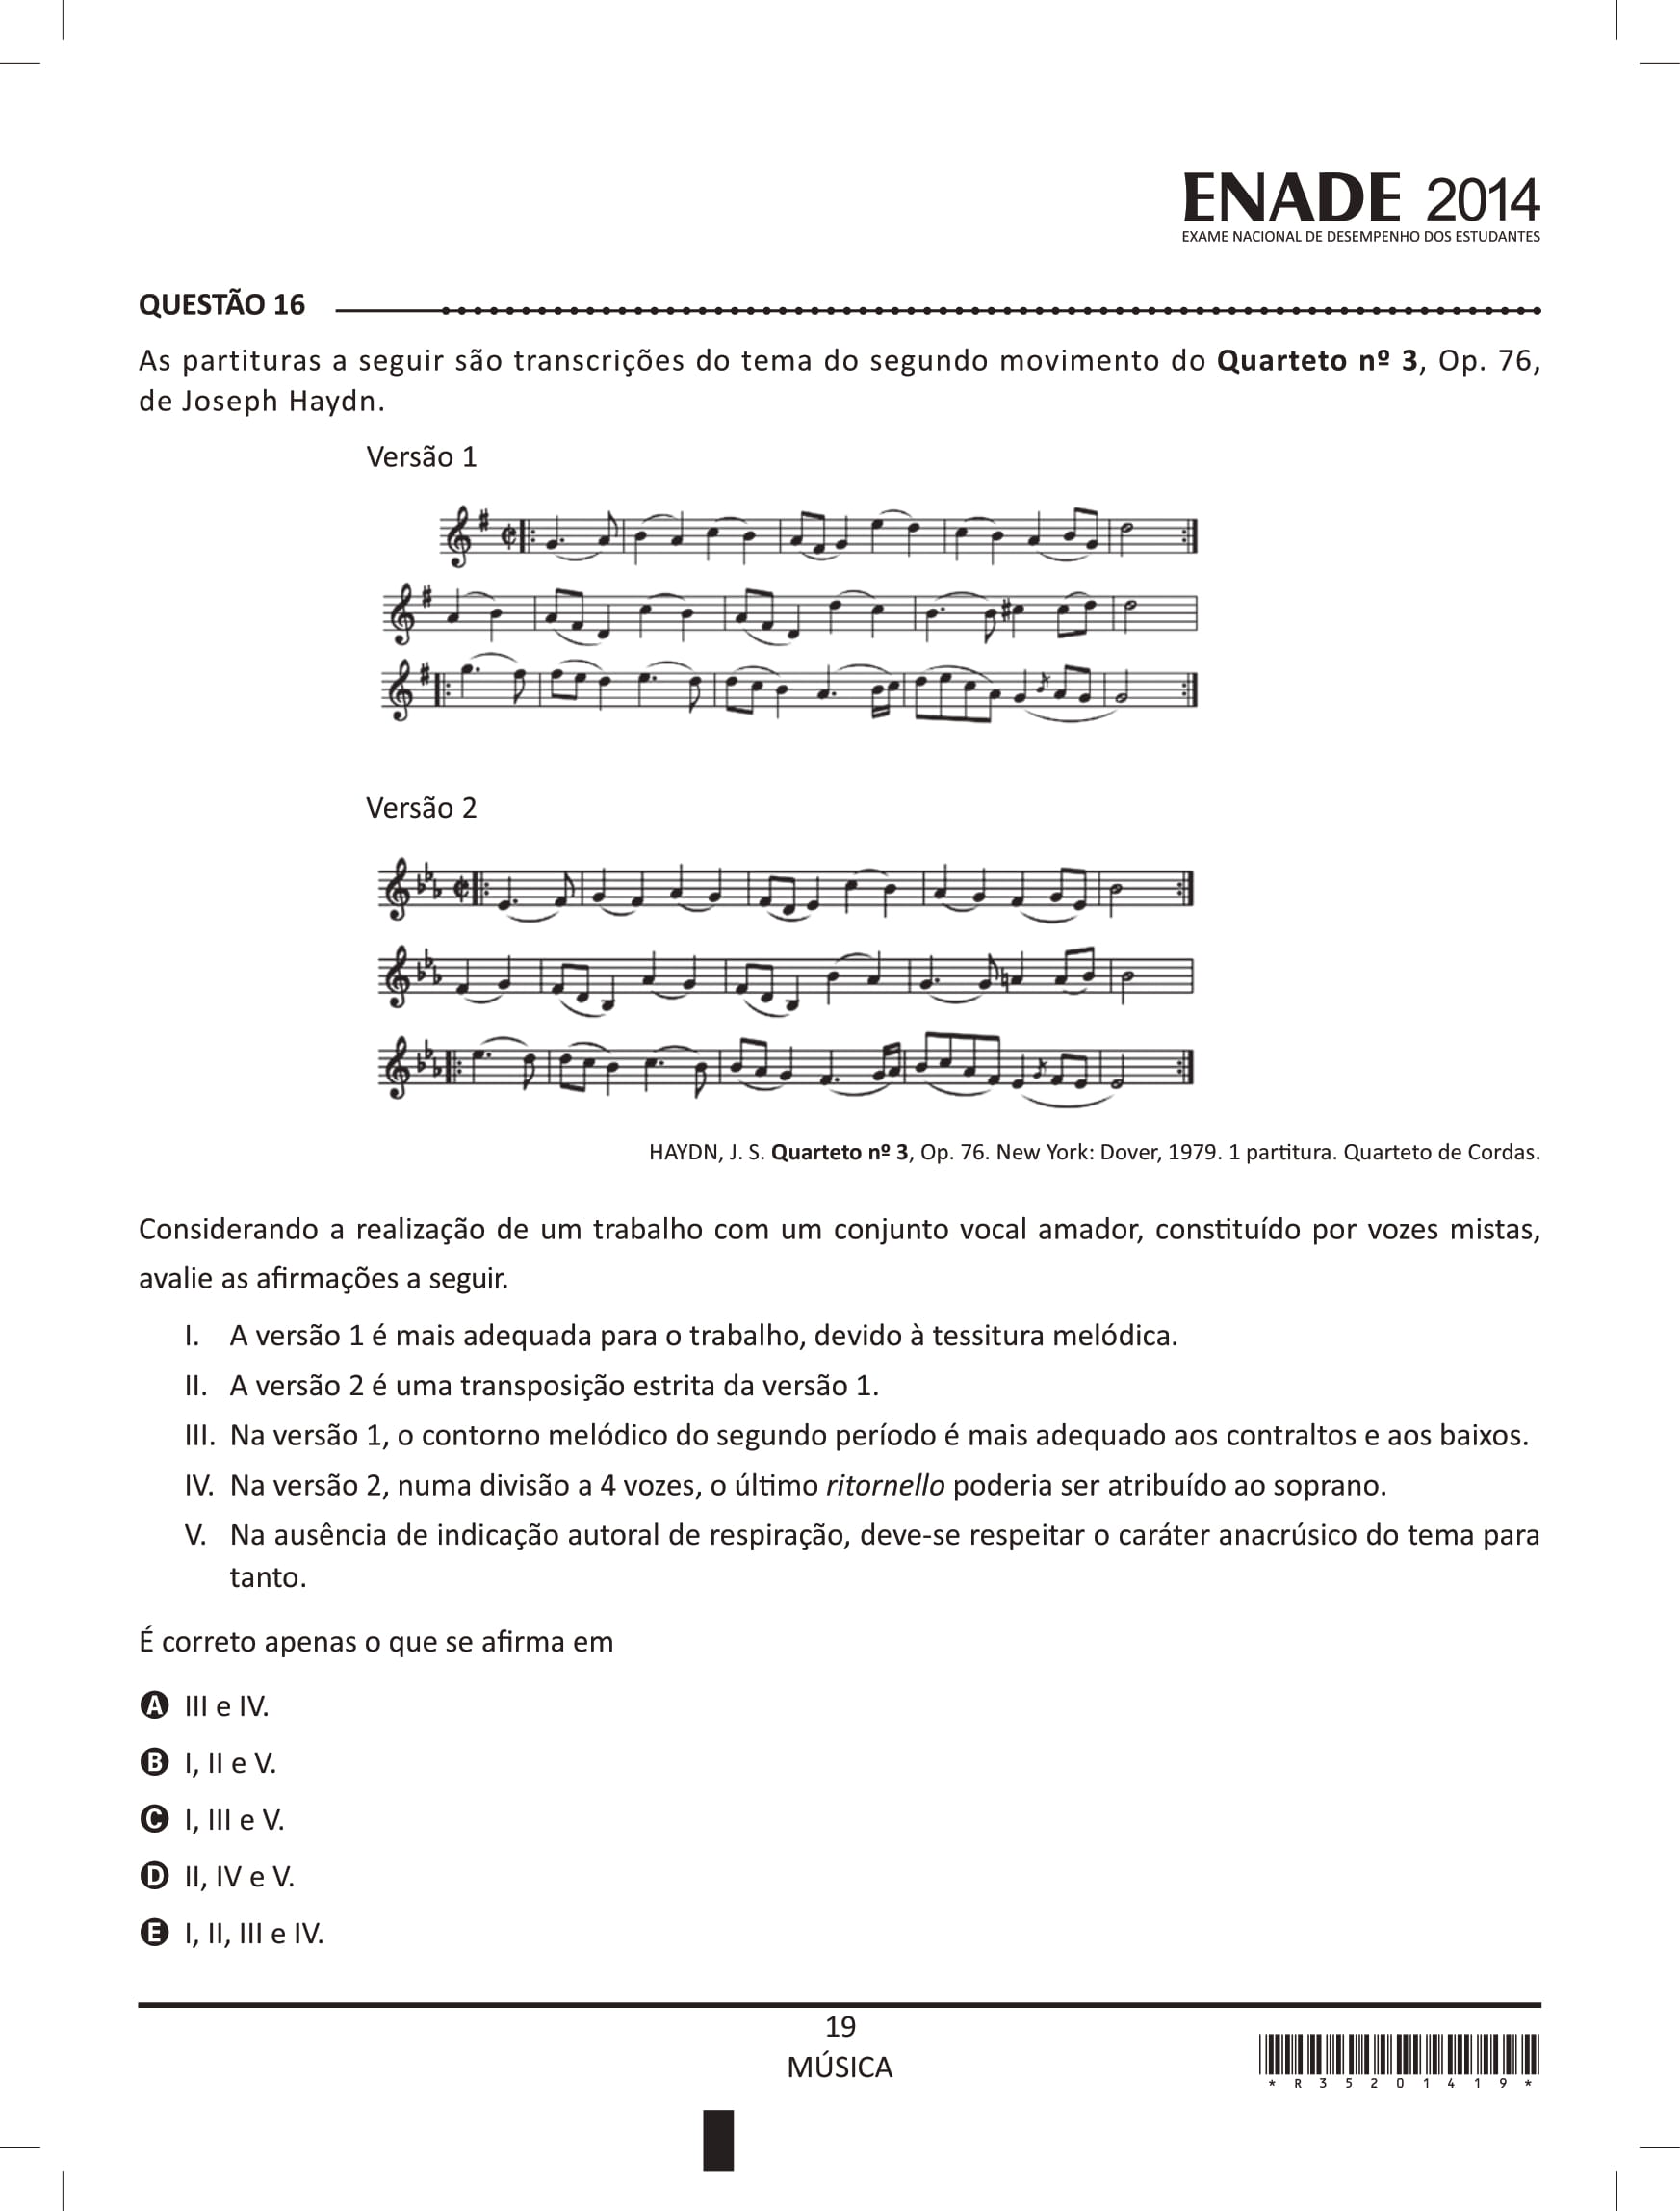 ENADE 2014
EXAME NACIONAL DE DESEMPENHO DOS ESTUDANTES
QUESTÃO 16
As partituras a seguir são transcrições do tema do segundo movimento do Quarteto nº 3, Op. 76,
de Joseph Haydn.
Versão 1
Versão 2
HAYDN, J. S. Quarteto nº 3, Op. 76. New York: Dover, 1979. 1 partitura. Quarteto de Cordas.
Considerando a realização de um trabalho com um conjunto vocal amador, constituído por vozes mistas,
avalie as afirmações a seguir.
I. A versão 1 é mais adequada para o trabalho, devido à tessitura melódica.
II. A versão 2 é uma transposição estrita da versão 1.
III. Na versão 1, o contorno melódico do segundo período é mais adequado aos contraltos e aos baixos.
IV. Na versão 2, numa divisão a 4 vozes, o último ritornello poderia ser atribuído ao soprano.
V. Na ausência de indicação autoral de respiração, deve-se respeitar o caráter anacrúsico do tema para
tanto.
É correto apenas o que se afirma em
A III e IV.
B I, II e V.
C I, III e V.
D II, IV e V.
E I, II, III e IV.
19
MÚSICA
* R 3 5 2 0 1 4 1 9 *